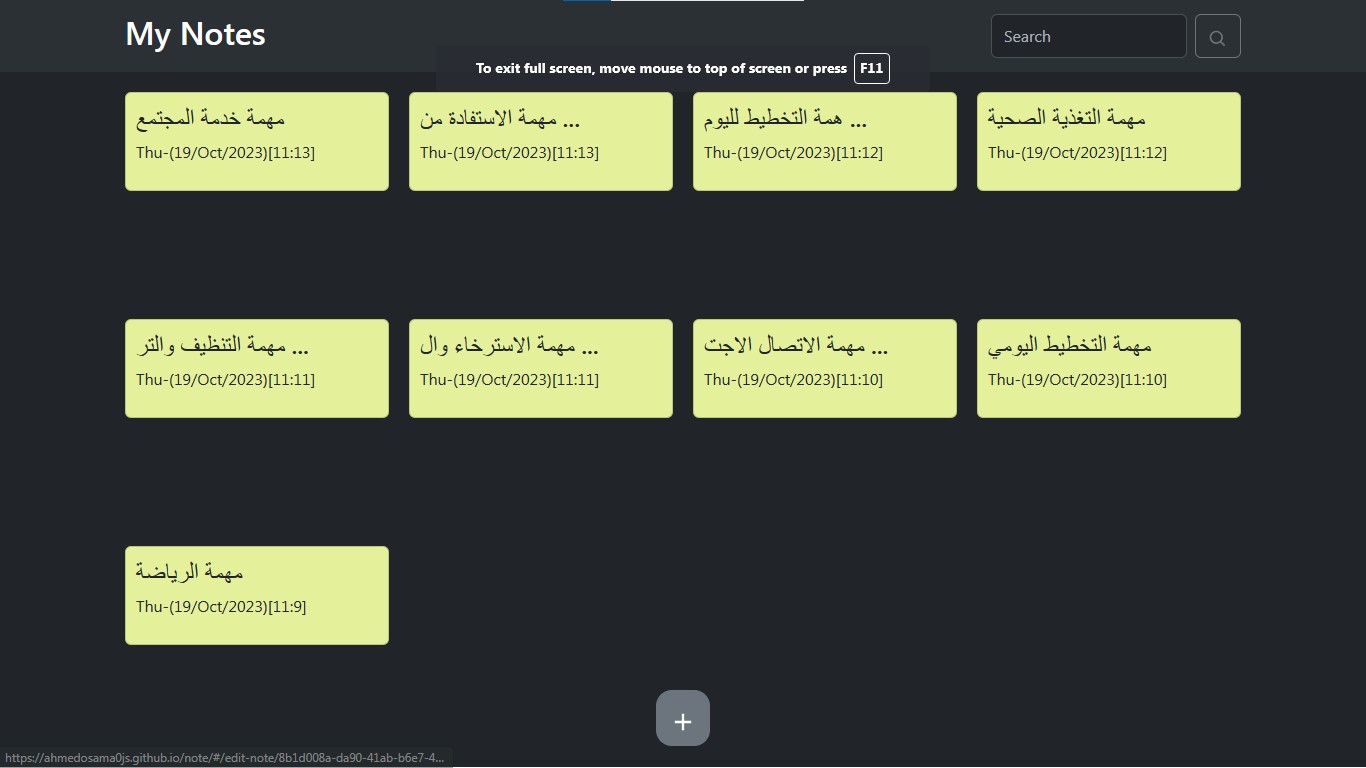 My Notes
Search
To exit full screen, move mouse to top of screen or press F11
مهمة خدمة المجتمع
Thu-(19/Oct/2023)[11:13]
مهمة الاستفادة من ...
Thu-(19/Oct/2023)[11:13]
همة التخطيط لليوم ...
Thu-(19/Oct/2023)[11:12]
مهمة التغذية الصحية
Thu-(19/Oct/2023)[11:12]
مهمة التنظيف والتر ...
Thu-(19/Oct/2023)[11:11]
مهمة الاسترخاء وال ...
Thu-(19/Oct/2023)[11:11]
مهمة الاتصال الاجت ...
Thu-(19/Oct/2023)[11:10]
مهمة التخطيط اليومي
Thu-(19/Oct/2023)[11:10]
مهمة الرياضة
Thu-(19/Oct/2023)[11:9]
+
https://ahmedosama0js.github.io/note/#/edit-note/8b1d008a-da90-41ab-b6e7-4...